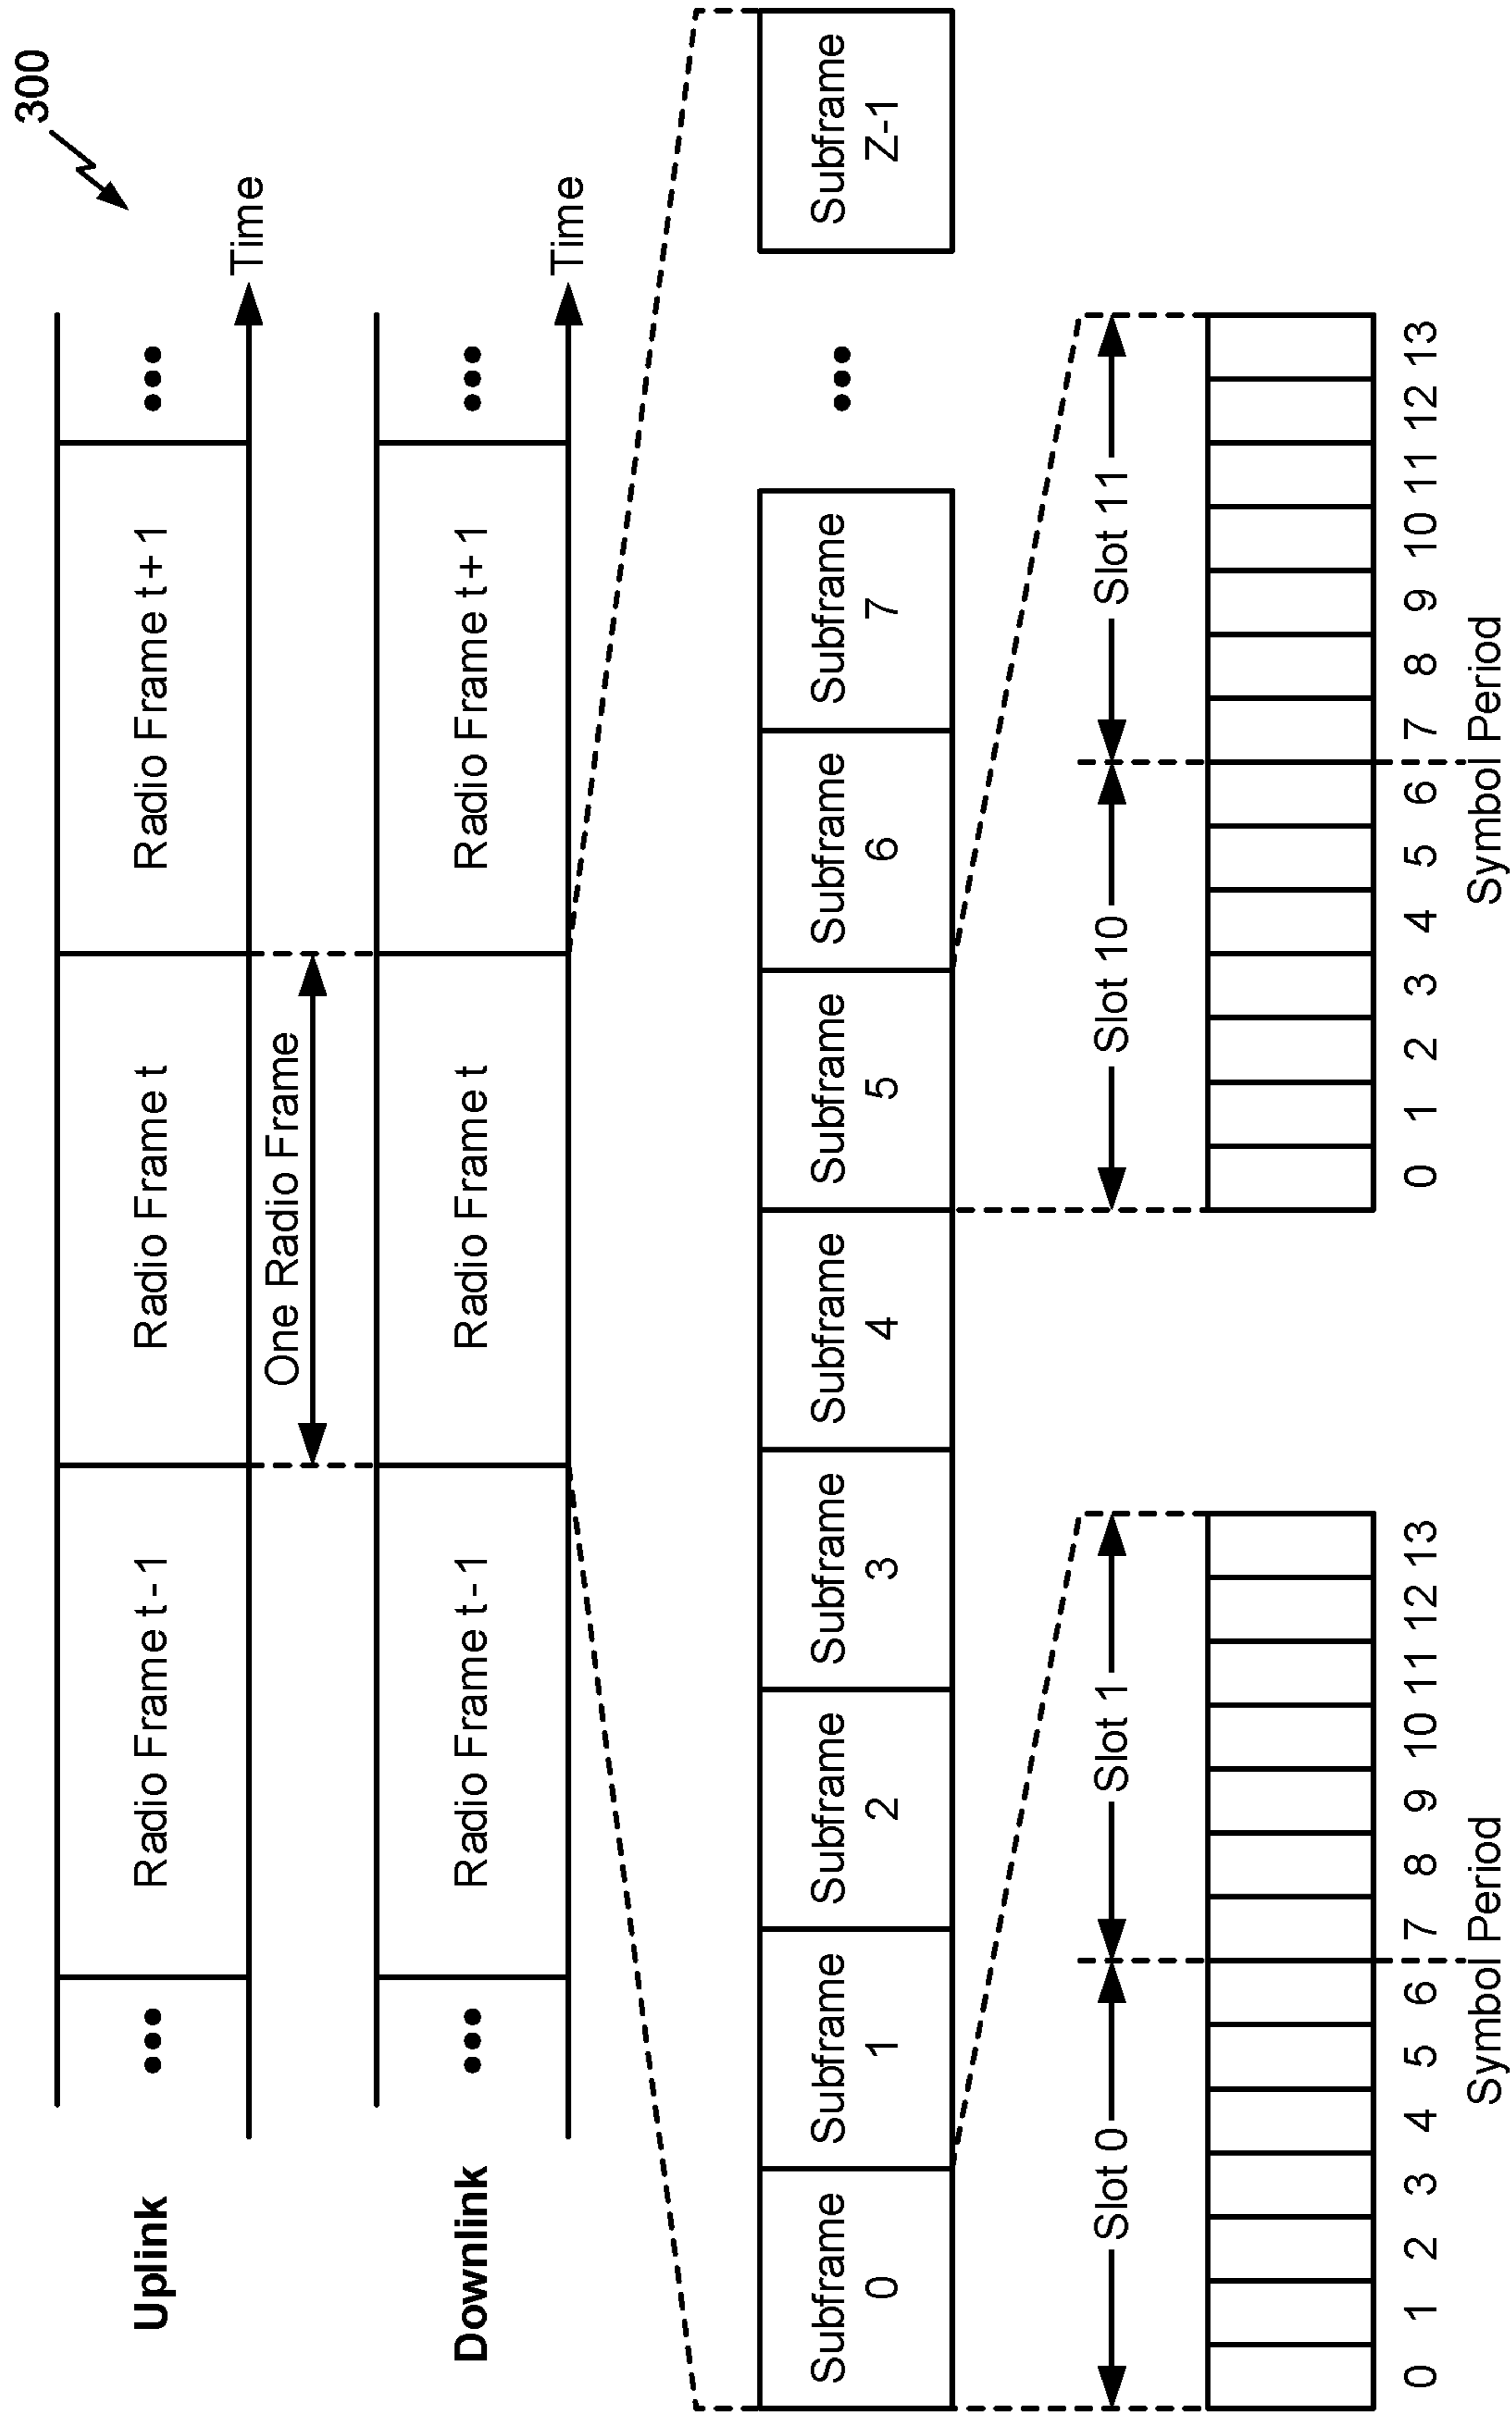 300
Uplink
••• Radio Frame t-1 Radio Frame t Radio Frame t+1 •••
Time
One Radio Frame
Downlink
••• Radio Frame t-1 Radio Frame t Radio Frame t+1 •••
Time
Subframe 0
Subframe 1
Subframe 2
Subframe 3
Subframe 4
Subframe 5
Subframe 6
Subframe 7
•••
Subframe Z-1
Slot 0 Slot 1
0 1 2 3 4 5 6 7 8 9 10 11 12 13
Symbol Period
Slot 10 Slot 11
0 1 2 3 4 5 6 7 8 9 10 11 12 13
Symbol Period